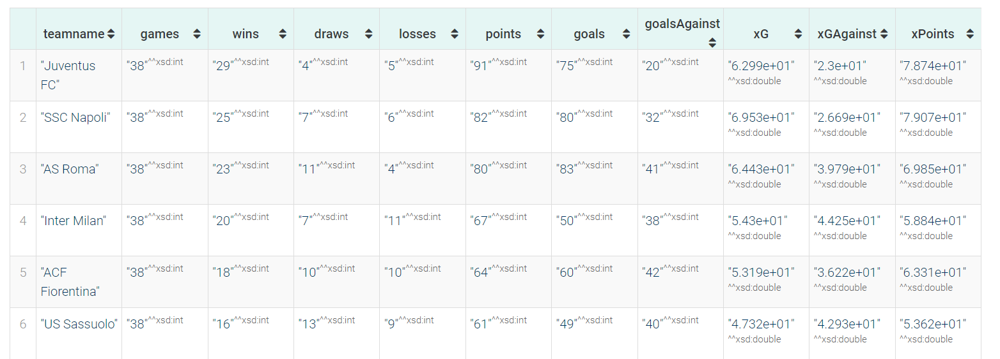 teamname games wins draws losses points goals goalsAgainst xG xGAgainst xPoints
1 "Juventus FC" "38"^^xsd:int "29"^^xsd:int "4"^^xsd:int "5"^^xsd:int "91"^^xsd:int "75"^^xsd:int "20"^^xsd:int "6.299e+01"^^xsd:double "2.3e+01"^^xsd:double "7.874e+01"^^xsd:double
2 "SSC Napoli" "38"^^xsd:int "25"^^xsd:int "7"^^xsd:int "6"^^xsd:int "82"^^xsd:int "80"^^xsd:int "32"^^xsd:int "6.953e+01"^^xsd:double "2.669e+01"^^xsd:double "7.907e+01"^^xsd:double
3 "AS Roma" "38"^^xsd:int "23"^^xsd:int "11"^^xsd:int "4"^^xsd:int "80"^^xsd:int "83"^^xsd:int "41"^^xsd:int "6.443e+01"^^xsd:double "3.979e+01"^^xsd:double "6.985e+01"^^xsd:double
4 "Inter Milan" "38"^^xsd:int "20"^^xsd:int "7"^^xsd:int "11"^^xsd:int "67"^^xsd:int "50"^^xsd:int "38"^^xsd:int "5.43e+01"^^xsd:double "4.425e+01"^^xsd:double "5.884e+01"^^xsd:double
5 "ACF Fiorentina" "38"^^xsd:int "18"^^xsd:int "10"^^xsd:int "10"^^xsd:int "64"^^xsd:int "60"^^xsd:int "42"^^xsd:int "5.319e+01"^^xsd:double "3.622e+01"^^xsd:double "6.331e+01"^^xsd:double
6 "US Sassuolo" "38"^^xsd:int "16"^^xsd:int "13"^^xsd:int "9"^^xsd:int "61"^^xsd:int "49"^^xsd:int "40"^^xsd:int "4.732e+01"^^xsd:double "4.293e+01"^^xsd:double "5.362e+01"^^xsd:double